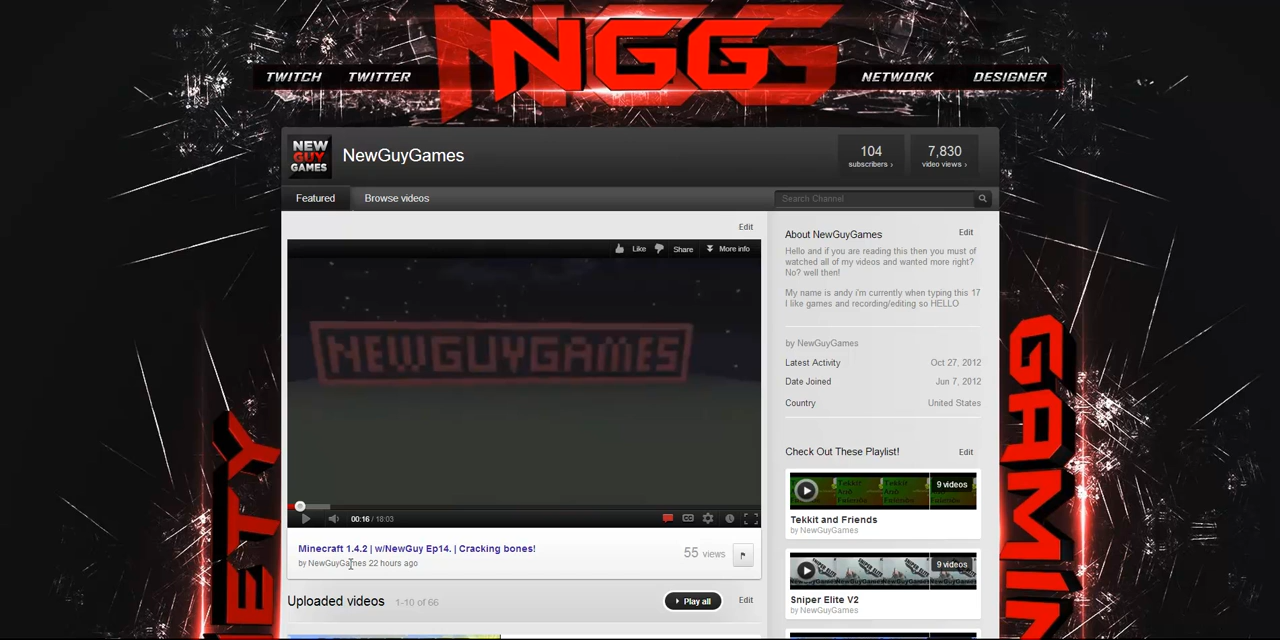 NGG
TWITCH TWITTER NETWORK DESIGNER
NEW GUY GAMES
NewGuyGames
104 subscribers ›
7,830 video views ›
Featured Browse videos
Search Channel
Edit
Like Share More info
NEWGUYGAMES
00:16 / 18:03
Minecraft 1.4.2 | w/NewGuy Ep14. | Cracking bones!
by NewGuyGames 22 hours ago
55 views
Uploaded videos 1-10 of 66
Play all
Edit
About NewGuyGames Edit
Hello and if you are reading this then you must of
watched all of my videos and wanted more right?
No? well then!
My name is andy i'm currently when typing this 17
I like games and recording/editing so HELLO
by NewGuyGames
Latest Activity Oct 27, 2012
Date Joined Jun 7, 2012
Country United States
Check Out These Playlist! Edit
9 videos
Tekkit and Friends
by NewGuyGames
9 videos
Sniper Elite V2
by NewGuyGames
ETY
GAMIN